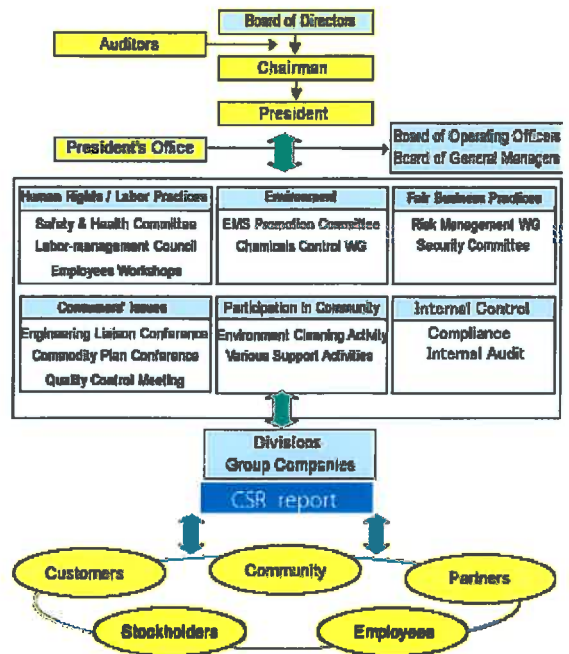 Board of Directors
Auditors
Chairman
President
President's Office
Board of Operating Officers
Board of General Managers
Human Rights / Labor Practices
Safety & Health Committee
Labor-management Council
Employees Workshops
Environment
EMS Promotion Committee
Chemicals Control WG
Fair Business Practices
Risk Management WG
Security Committee
Consumers' Issues
Engineering Liaison Conference
Commodity Plan Conference
Quality Control Meeting
Participation in Community
Environment Cleaning Activity
Various Support Activities
Internal Control
Compliance
Internal Audit
Divisions
Group Companies
CSR report
Customers
Community
Partners
Stockholders
Employees